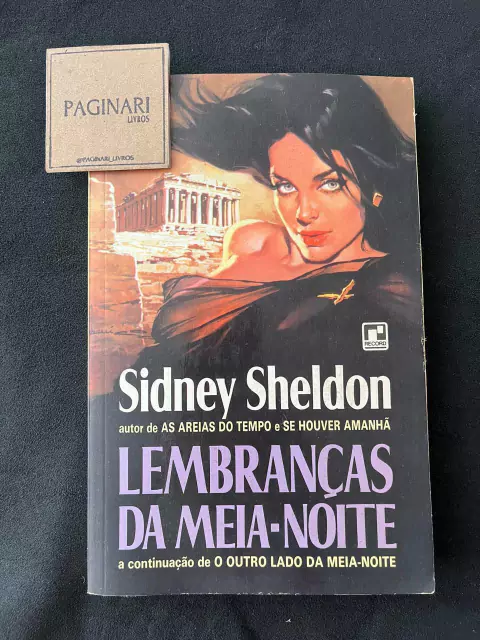 PAGINARI
LIVROS
@PAGINARI_LIVROS
RECORD
Sidney Sheldon
autor de AS AREIAS DO TEMPO e SE HOUVER AMANHÃ
LEMBRANÇAS
DA MEIA-NOITE
a continuação de O OUTRO LADO DA MEIA-NOITE